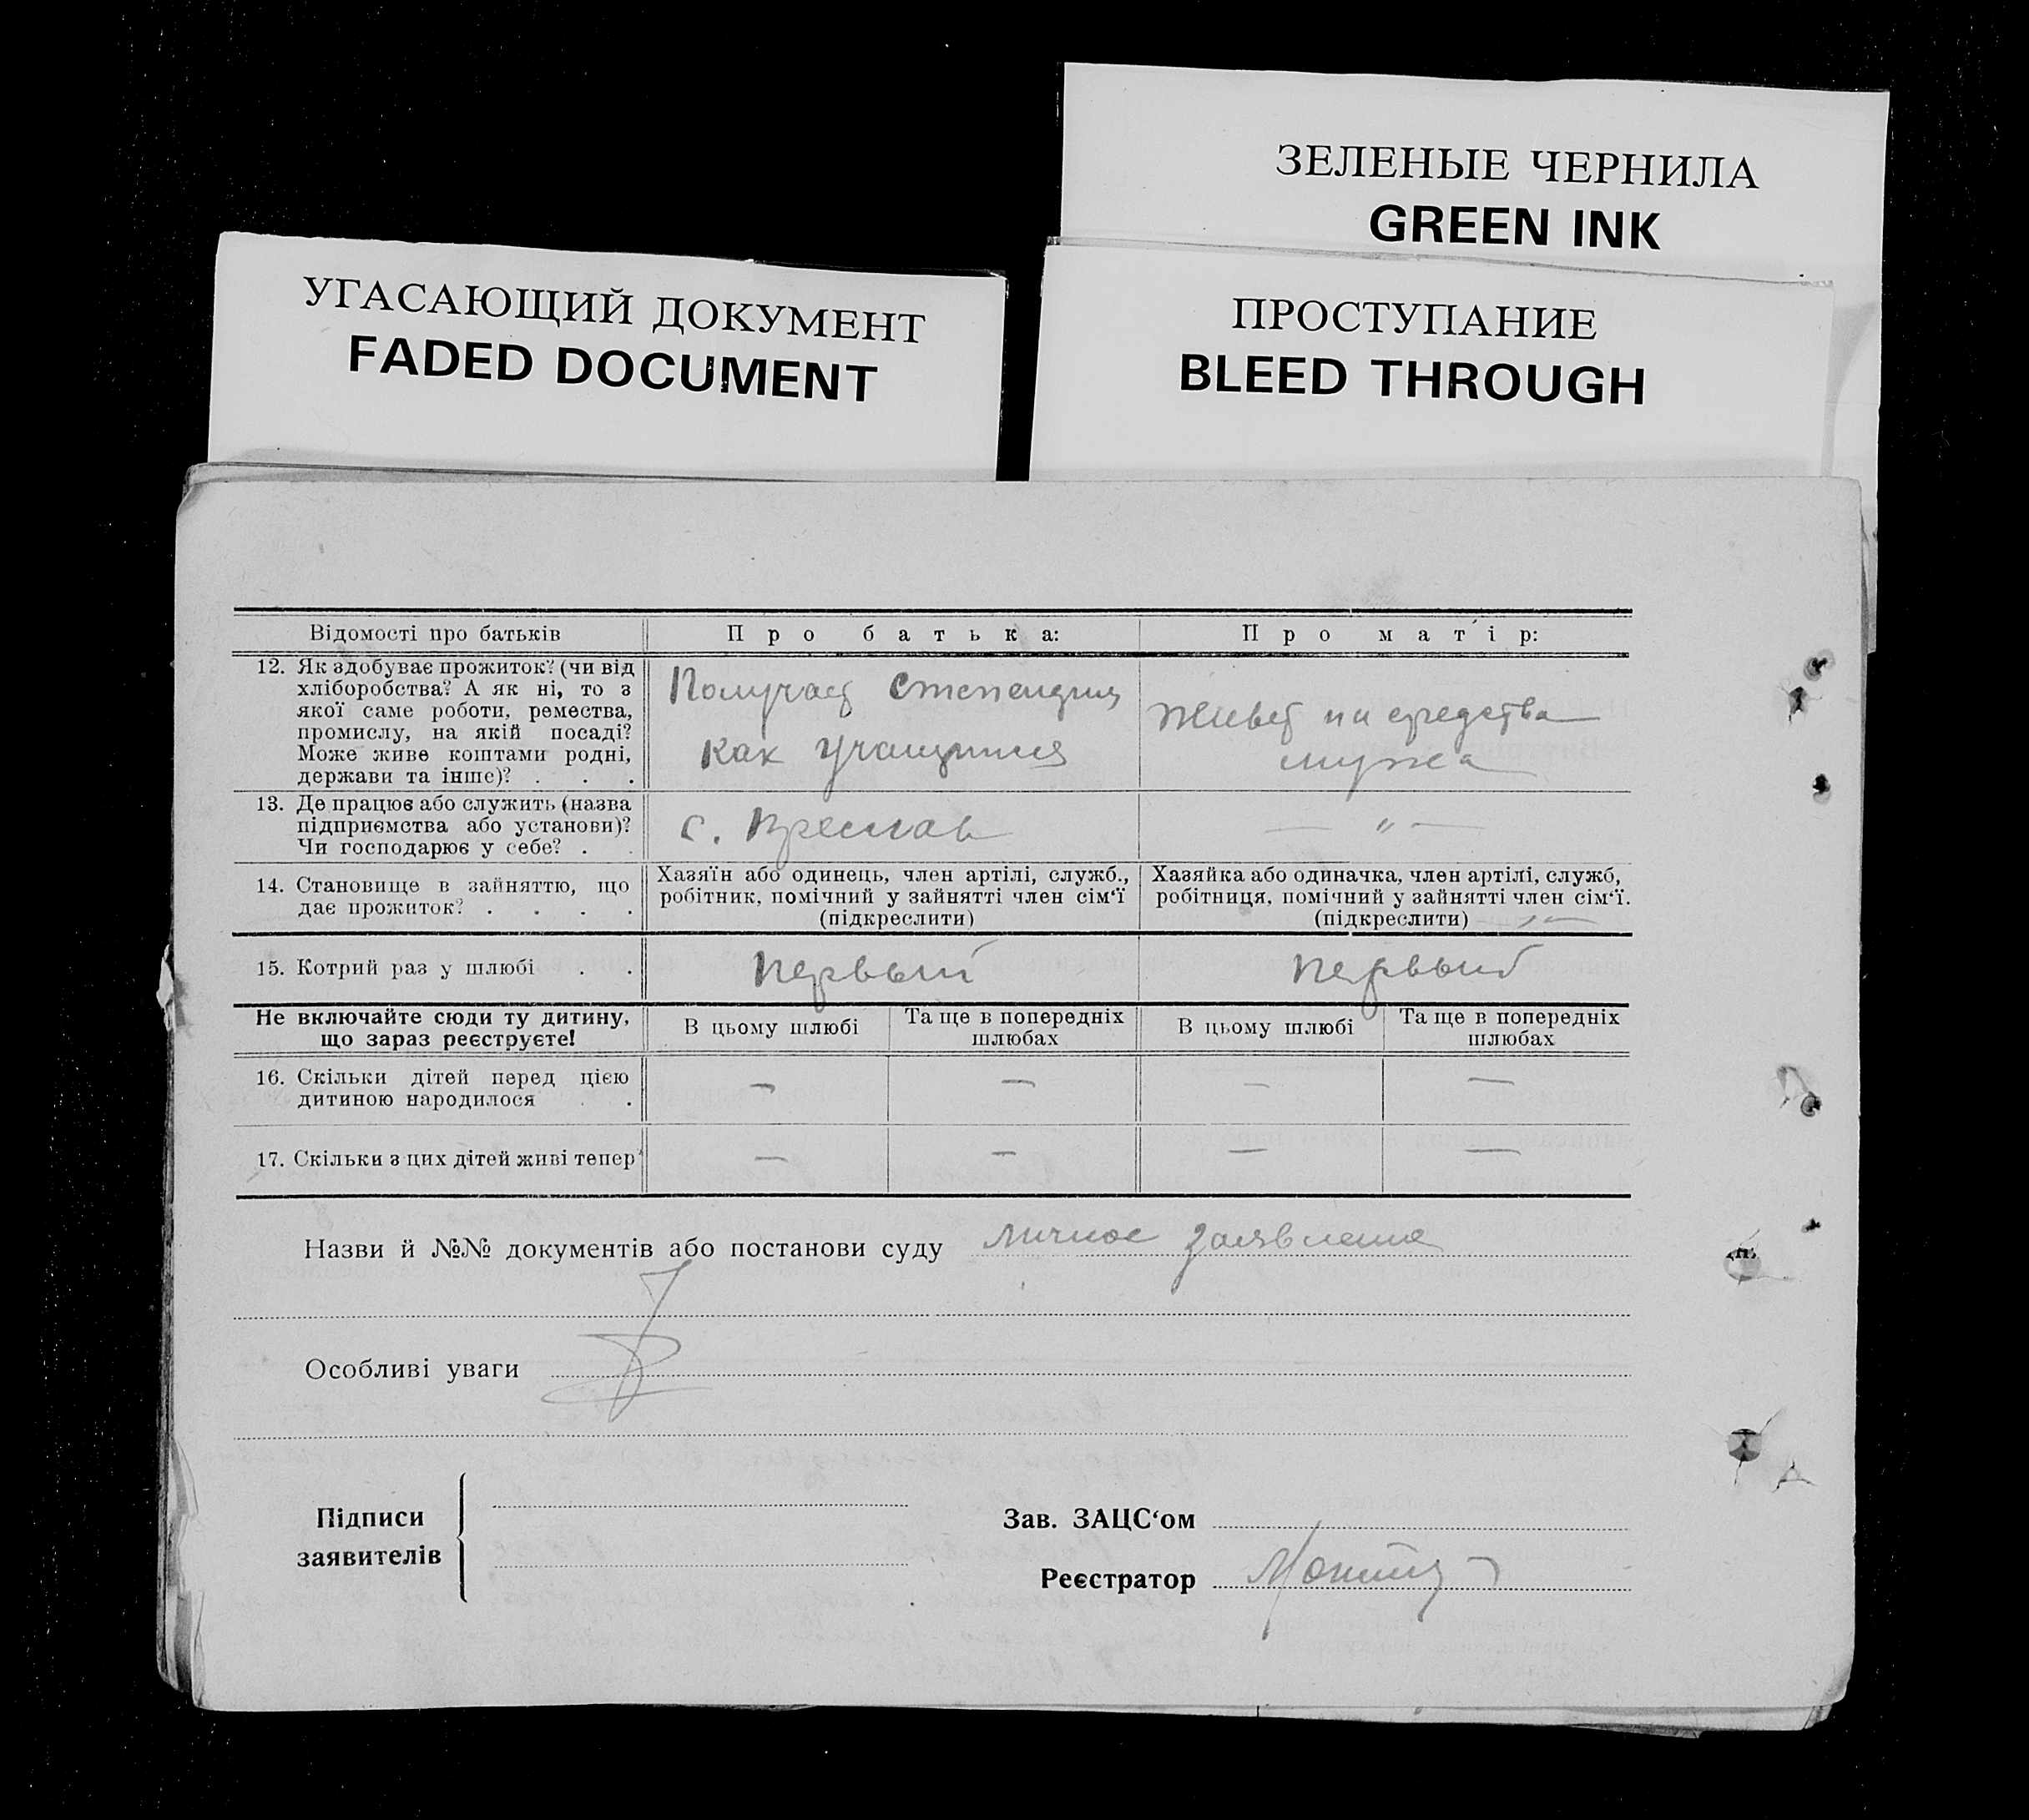 ЗЕЛЕНЫЕ ЧЕРНИЛА
GREEN INK
УГАСАЮЩИЙ ДОКУМЕНТ
FADED DOCUMENT
ПРОСТУПАНИЕ
BLEED THROUGH
Відомості про батьків
Про батька:
Про матір:
12. Як здобуває прожиток? (чи від
хліборобства? А як ні, то з
якої саме роботи, ремества,
промислу, на якій посаді?
Може живе коштами родні,
держави та інше)? . . .
Получает
как учащийся
Живет на средства
мужа
13. Де працює або служить (назва
підприємства або установи)?
Чи господарює у себе? . .
с.
— " —
14. Становище в зайняттю, що
дає прожиток? . . . .
Хазяїн або одинець, член артілі, служб.,
робітник, помічний у зайнятті член сім‘ї
(підкреслити)
Хазяйка або одиначка, член артілі, служб,
робітниця, помічний у зайнятті член сім‘ї.
(підкреслити)
15. Котрий раз у шлюбі . .
Первый
Первый
Не включайте сюди ту дитину,
що зараз реєструєте!
В цьому шлюбі
Та ще в попередніх
шлюбах
В цьому шлюбі
Та ще в попередніх
шлюбах
16. Скільки дітей перед цією
дитиною народилося . .
— — — —
17. Скільки з цих дітей живі тепер
— — — —
Назви й №№ документів або постанови суду личное заявление
Особливі уваги
Підписи
заявителів
Зав. ЗАЦС‘ом
Реєстратор